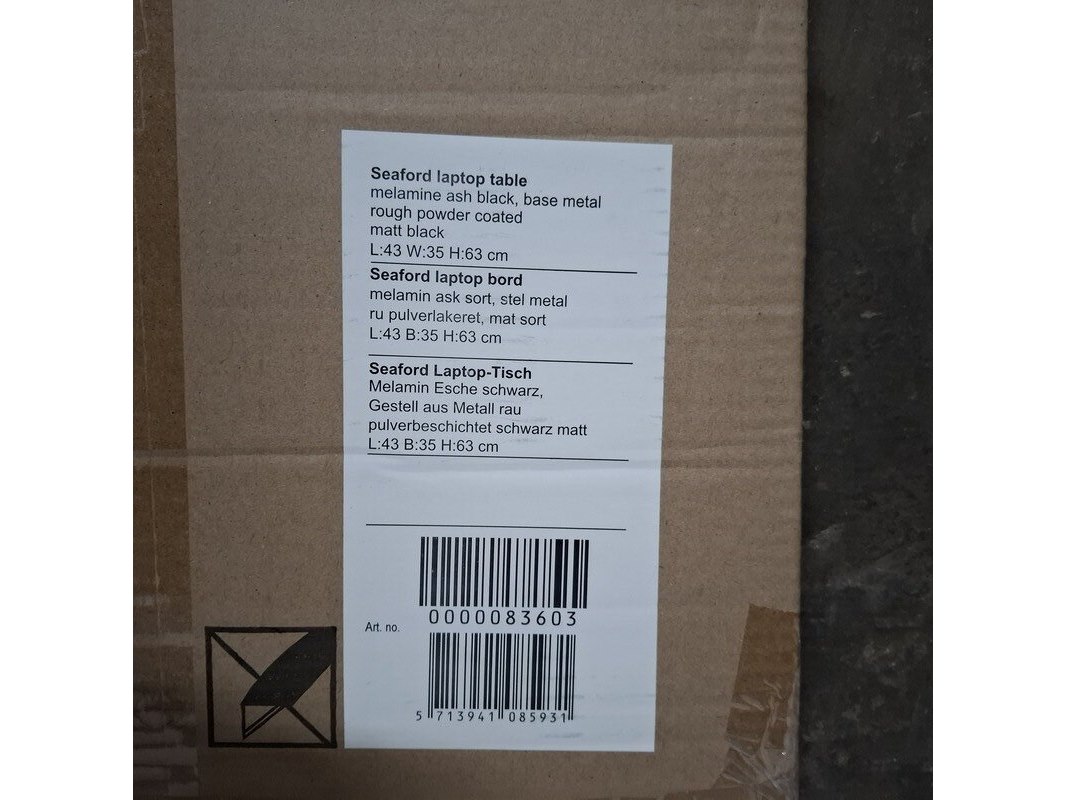 Seaford laptop table
melamine ash black, base metal
rough powder coated
matt black
L:43 W:35 H:63 cm
Seaford laptop bord
melamin ask sort, stel metal
ru pulverlakeret, mat sort
L:43 B:35 H:63 cm
Seaford Laptop-Tisch
Melamin Esche schwarz,
Gestell aus Metall rau
pulverbeschichtet schwarz matt
L:43 B:35 H:63 cm
0000083603
Art. no.
5 713941 085931